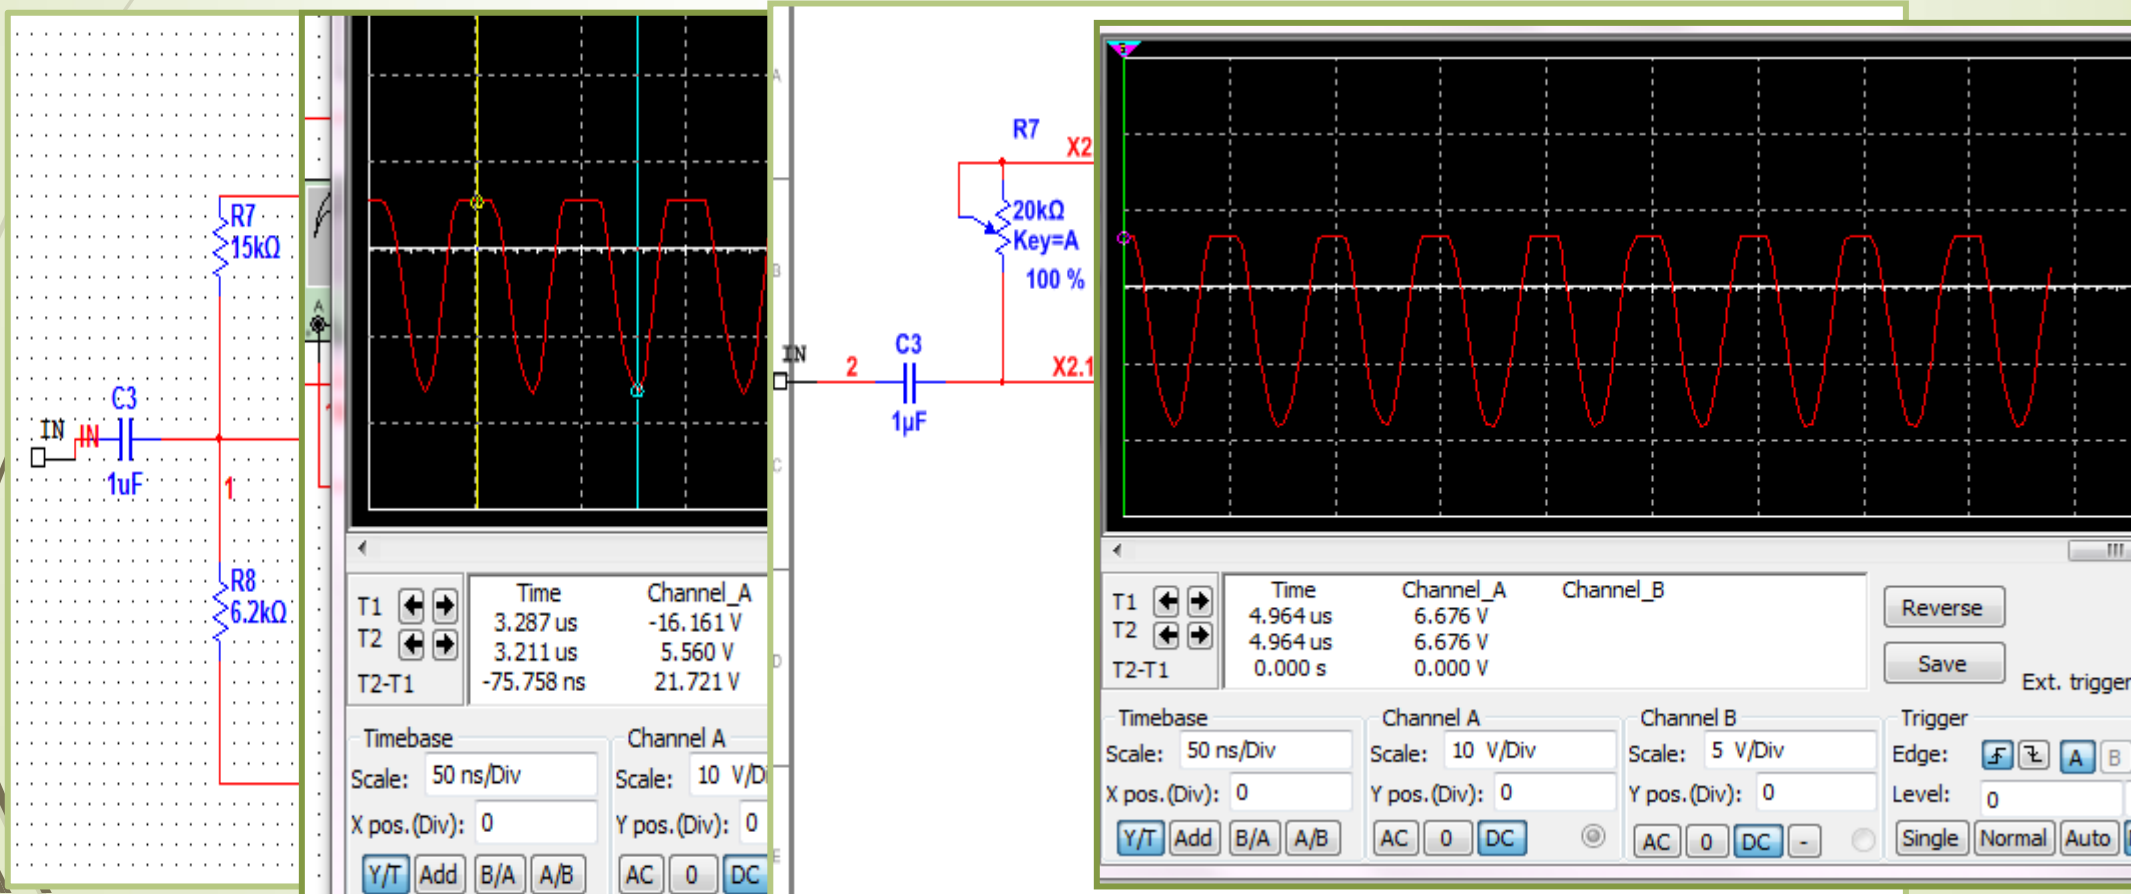 R7
15kΩ
C3
IN
IN
1uF
1
R8
6.2kΩ
A
T1
T2
T2-T1
Time
Channel_A
3.287 us
-16.161 V
3.211 us
5.560 V
-75.758 ns
21.721 V
Timebase
Channel A
Scale:
50 ns/Div
Scale:
10 V/D
X pos.(Div):
0
Y pos.(Div):
0
Y/T
Add
B/A
A/B
AC
0
DC
A
B
C
D
E
R7
X2
20kΩ
Key=A
100 %
C3
IN
2
X2.1
1µF
T1
T2
T2-T1
Time
Channel_A
Channel_B
4.964 us
6.676 V
4.964 us
6.676 V
0.000 s
0.000 V
Reverse
Save
Ext. trigger
Timebase
Channel A
Channel B
Trigger
Scale:
50 ns/Div
Scale:
10 V/Div
Scale:
5 V/Div
Edge:
A
B
X pos.(Div):
0
Y pos.(Div):
0
Y pos.(Div):
0
Level:
0
Y/T
Add
B/A
A/B
AC
0
DC
AC
0
DC
-
Single
Normal
Auto